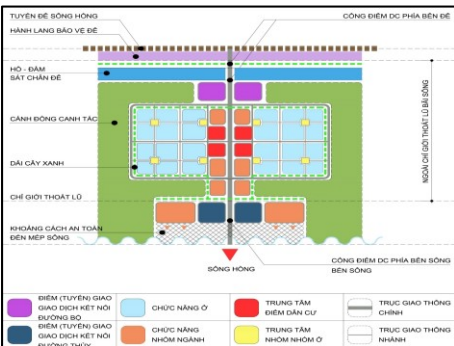 TUYẾN ĐÊ SÔNG HỒNG
CỔNG ĐIỂM DC PHÍA BÊN ĐÊ
HÀNH LANG BẢO VỆ ĐÊ
HỒ - ĐẦM
SÁT CHÂN ĐÊ
CÁNH ĐỒNG CANH TÁC
DẢI CÂY XANH
CHỈ GIỚI THOÁT LŨ
KHOẢNG CÁCH AN TOÀN
ĐẾN MÉP SÔNG
NGOÀI CHỈ GIỚI THOÁT LŨ BÃI SÔNG
SÔNG HỒNG
CỔNG ĐIỂM DC PHÍA BÊN SÔNG
BẾN SÔNG
ĐIỂM (TUYẾN) GIAO
GIAO DỊCH KẾT NỐI
ĐƯỜNG BỘ
CHỨC NĂNG Ở
TRUNG TÂM
ĐIỂM DÂN CƯ
TRỤC GIAO THÔNG
CHÍNH
ĐIỂM (TUYẾN) GIAO
GIAO DỊCH KẾT NỐI
ĐƯỜNG THỦY
CHỨC NĂNG
NHÓM NGÀNH
TRUNG TÂM
NHÓM NHÓM Ở
TRỤC GIAO THÔNG
NHÁNH